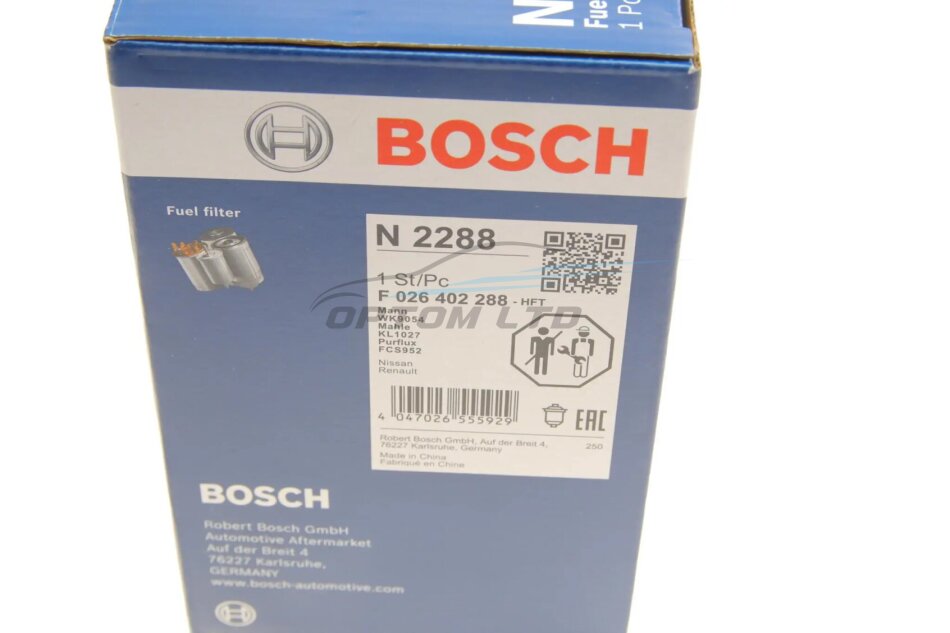 N
Fue
1 Pc
BOSCH
Fuel filter
N 2288
1 St/Pc
F 026 402 288 - HFT
Mann
WK9054
Mahle
KL1027
Purflux
FCS952
Nissan
Renault
OPTOM LTD
4 047026 555929
EAC
Robert Bosch GmbH, Auf der Breit 4,
76227 Karlsruhe, Germany
250
Made in China
Fabriqué en Chine
BOSCH
Robert Bosch GmbH
Automotive Aftermarket
Auf der Breit 4
76227 Karlsruhe,
GERMANY
www.bosch-automotive.com